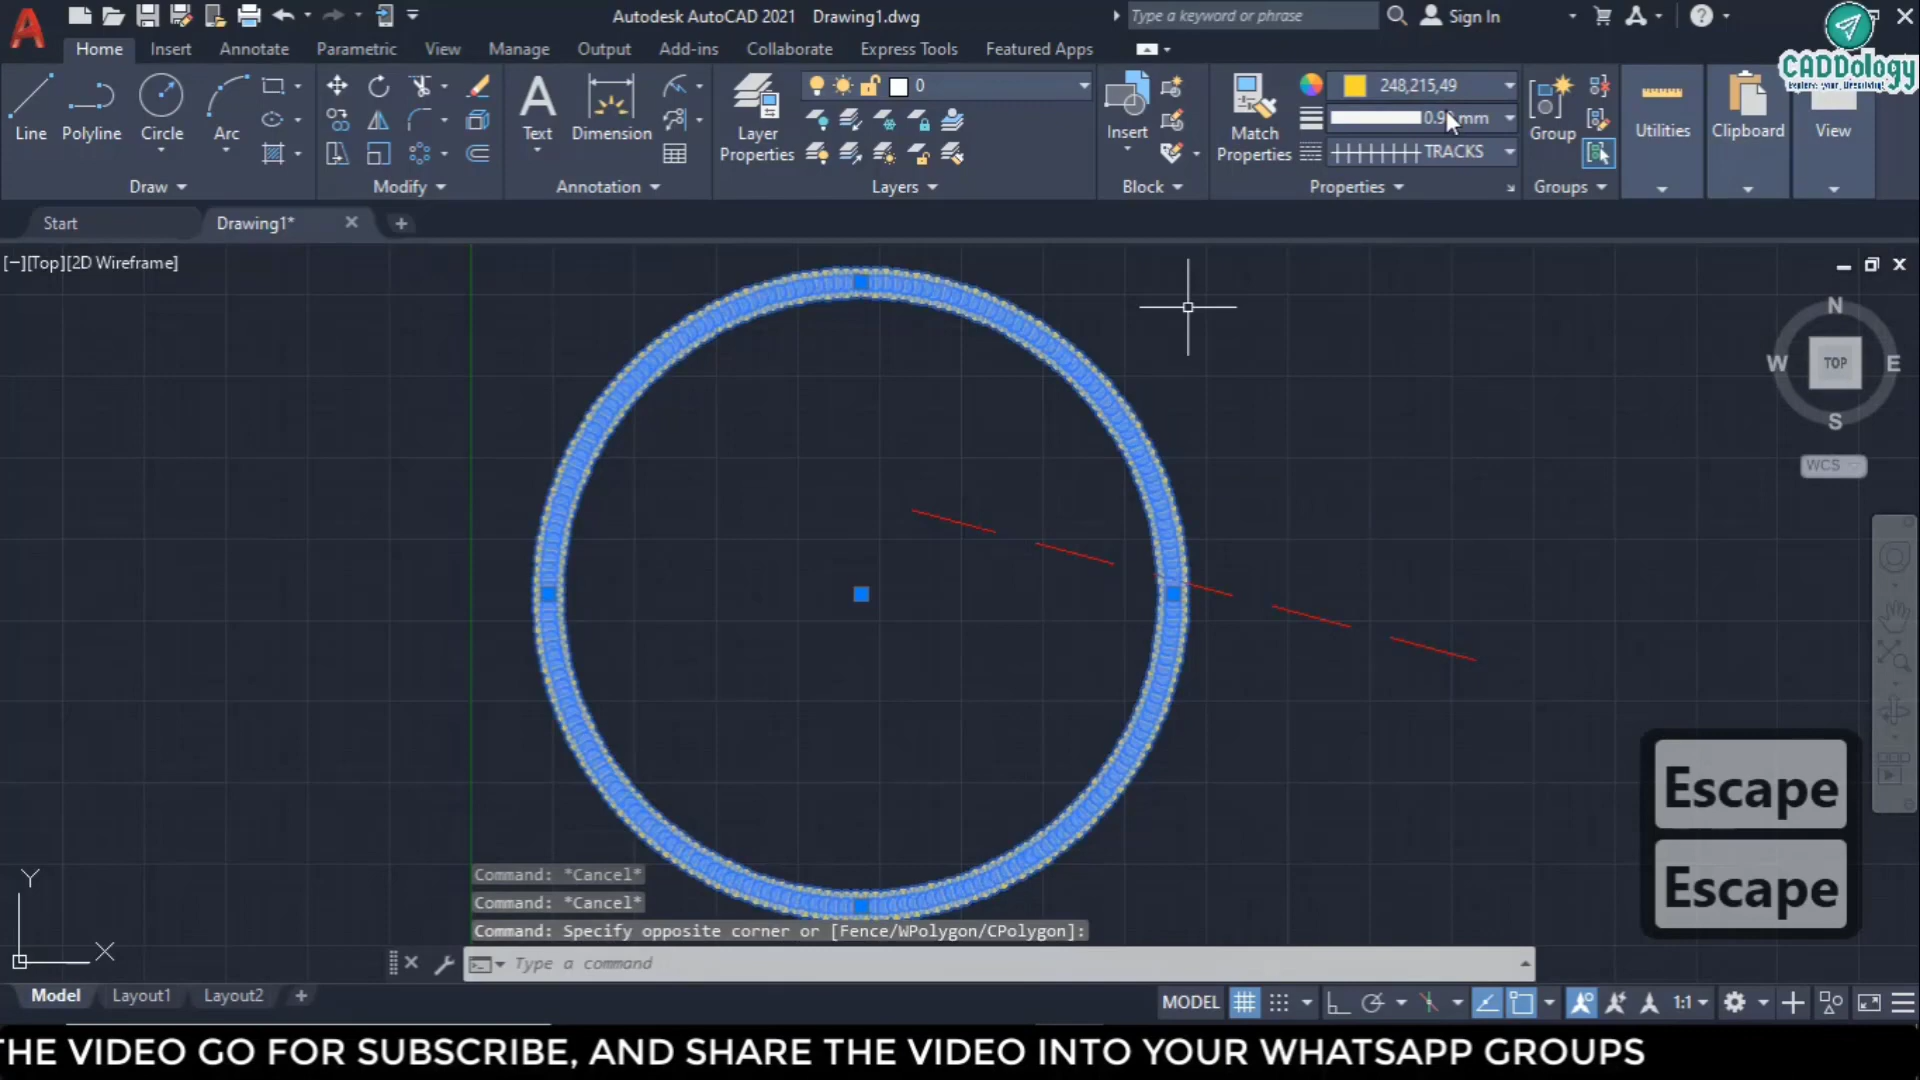 Autodesk AutoCAD 2021 Drawing1.dwg
Type a keyword or phrase
Sign In
Home Insert Annotate Parametric View Manage Output Add-ins Collaborate Express Tools Featured Apps
CADDology
0
248,215,49
mm
TRACKS
Line Polyline Circle Arc
Text Dimension
Layer Properties
Insert
Match Properties
Group
Utilities Clipboard View
Draw Modify Annotation Layers Block Properties Groups
Start Drawing1*
[−][Top][2D Wireframe]
N
W TOP E
S
WCS
Escape
Escape
Y
X
Command: *Cancel*
Command: *Cancel*
Command: Specify opposite corner or [Fence/WPolygon/CPolygon]:
Type a command
Model Layout1 Layout2
MODEL
1:1
THE VIDEO GO FOR SUBSCRIBE, AND SHARE THE VIDEO INTO YOUR WHATSAPP GROUPS